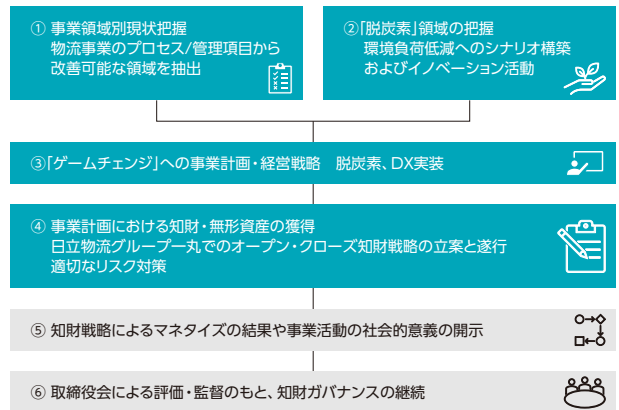 ① 事業領域別現状把握
物流事業のプロセス/管理項目から
改善可能な領域を抽出
②「脱炭素」領域の把握
環境負荷低減へのシナリオ構築
およびイノベーション活動
③「ゲームチェンジ」への事業計画・経営戦略　脱炭素、DX実装
④ 事業計画における知財・無形資産の獲得
日立物流グループ一丸でのオープン・クローズ知財戦略の立案と遂行
適切なリスク対策
⑤ 知財戦略によるマネタイズの結果や事業活動の社会的意義の開示
⑥ 取締役会による評価・監督のもと、知財ガバナンスの継続